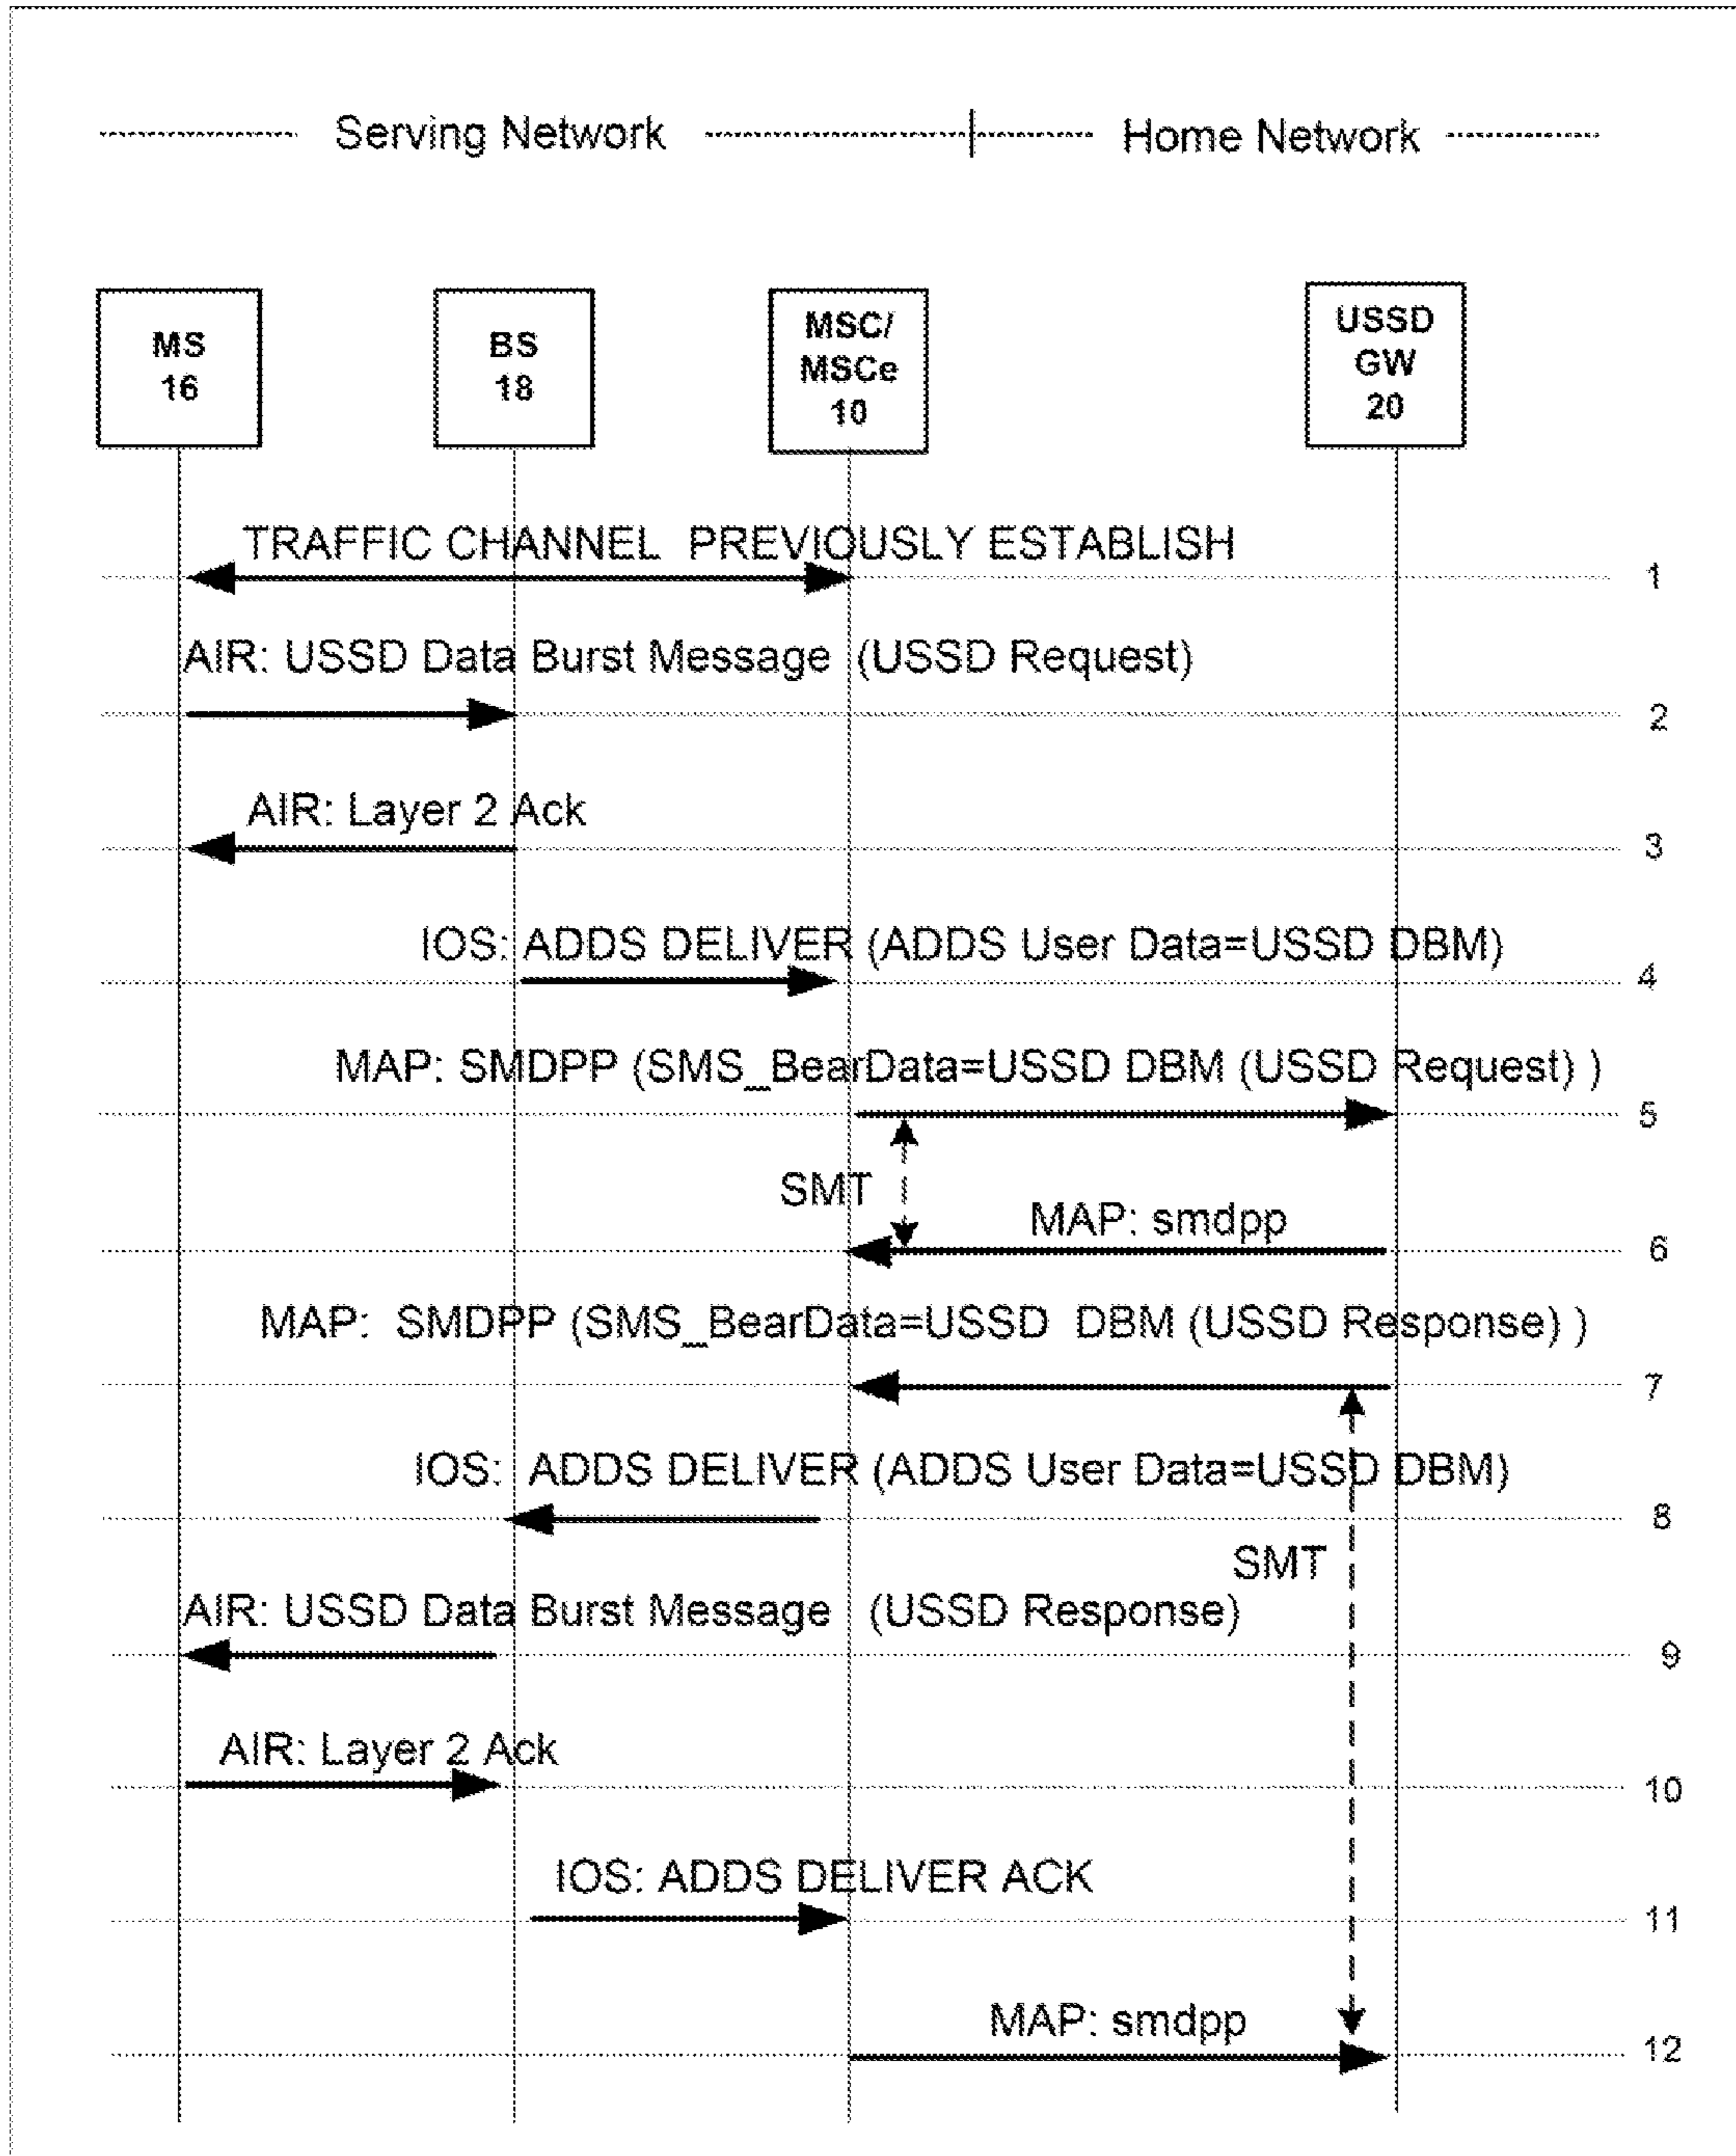 Serving Network
Home Network
MS
16
BS
18
MSC/
MSCe
10
USSD
GW
20
TRAFFIC CHANNEL PREVIOUSLY ESTABLISH
1
AIR: USSD Data Burst Message (USSD Request)
2
AIR: Layer 2 Ack
3
IOS: ADDS DELIVER (ADDS User Data=USSD DBM)
4
MAP: SMDPP (SMS_BearData=USSD DBM (USSD Request) )
5
SMT
MAP: smdpp
6
MAP: SMDPP (SMS_BearData=USSD DBM (USSD Response) )
7
IOS: ADDS DELIVER (ADDS User Data=USSD DBM)
8
SMT
AIR: USSD Data Burst Message (USSD Response)
9
AIR: Layer 2 Ack
10
IOS: ADDS DELIVER ACK
11
MAP: smdpp
12